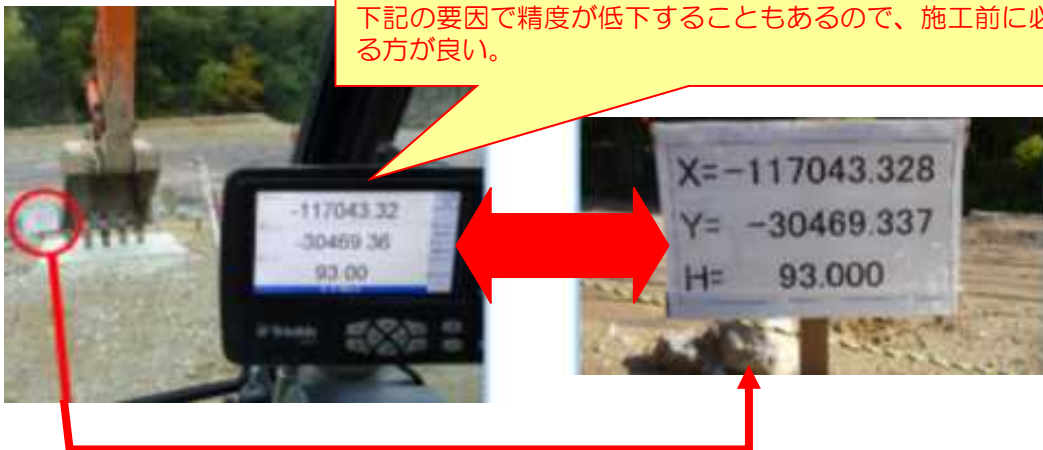 下記の要因で精度が低下することもあるので、施工前に必
る方が良い。
-117043.32
-30469.36
93.00
Trimble
X=-117043.328
Y= -30469.337
H= 93.000